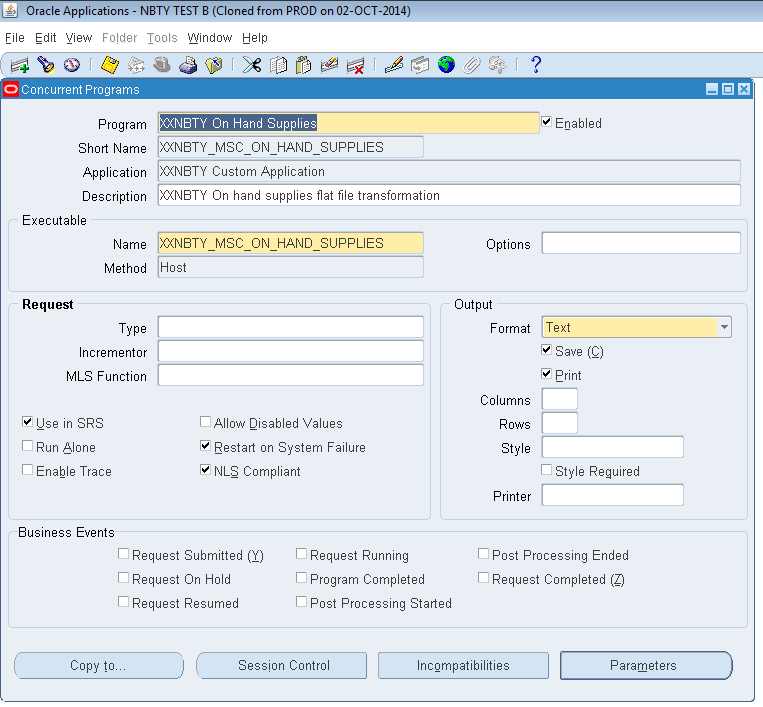 Oracle Applications - NBTY TEST B (Cloned from PROD on 02-OCT-2014)
File Edit View Folder Tools Window Help
?
Concurrent Programs
Program XXNBTY On Hand Supplies Enabled
Short Name XXNBTY_MSC_ON_HAND_SUPPLIES
Application XXNBTY Custom Application
Description XXNBTY On hand supplies flat file transformation
Executable
Name XXNBTY_MSC_ON_HAND_SUPPLIES Options
Method Host
Request Output
Type Format Text
Incrementor Save (C)
MLS Function Print
Columns
Use in SRS Allow Disabled Values Rows
Run Alone Restart on System Failure Style
Enable Trace NLS Compliant Style Required
Printer
Business Events
Request Submitted (Y) Request Running Post Processing Ended
Request On Hold Program Completed Request Completed (Z)
Request Resumed Post Processing Started
Copy to... Session Control Incompatibilities Parameters